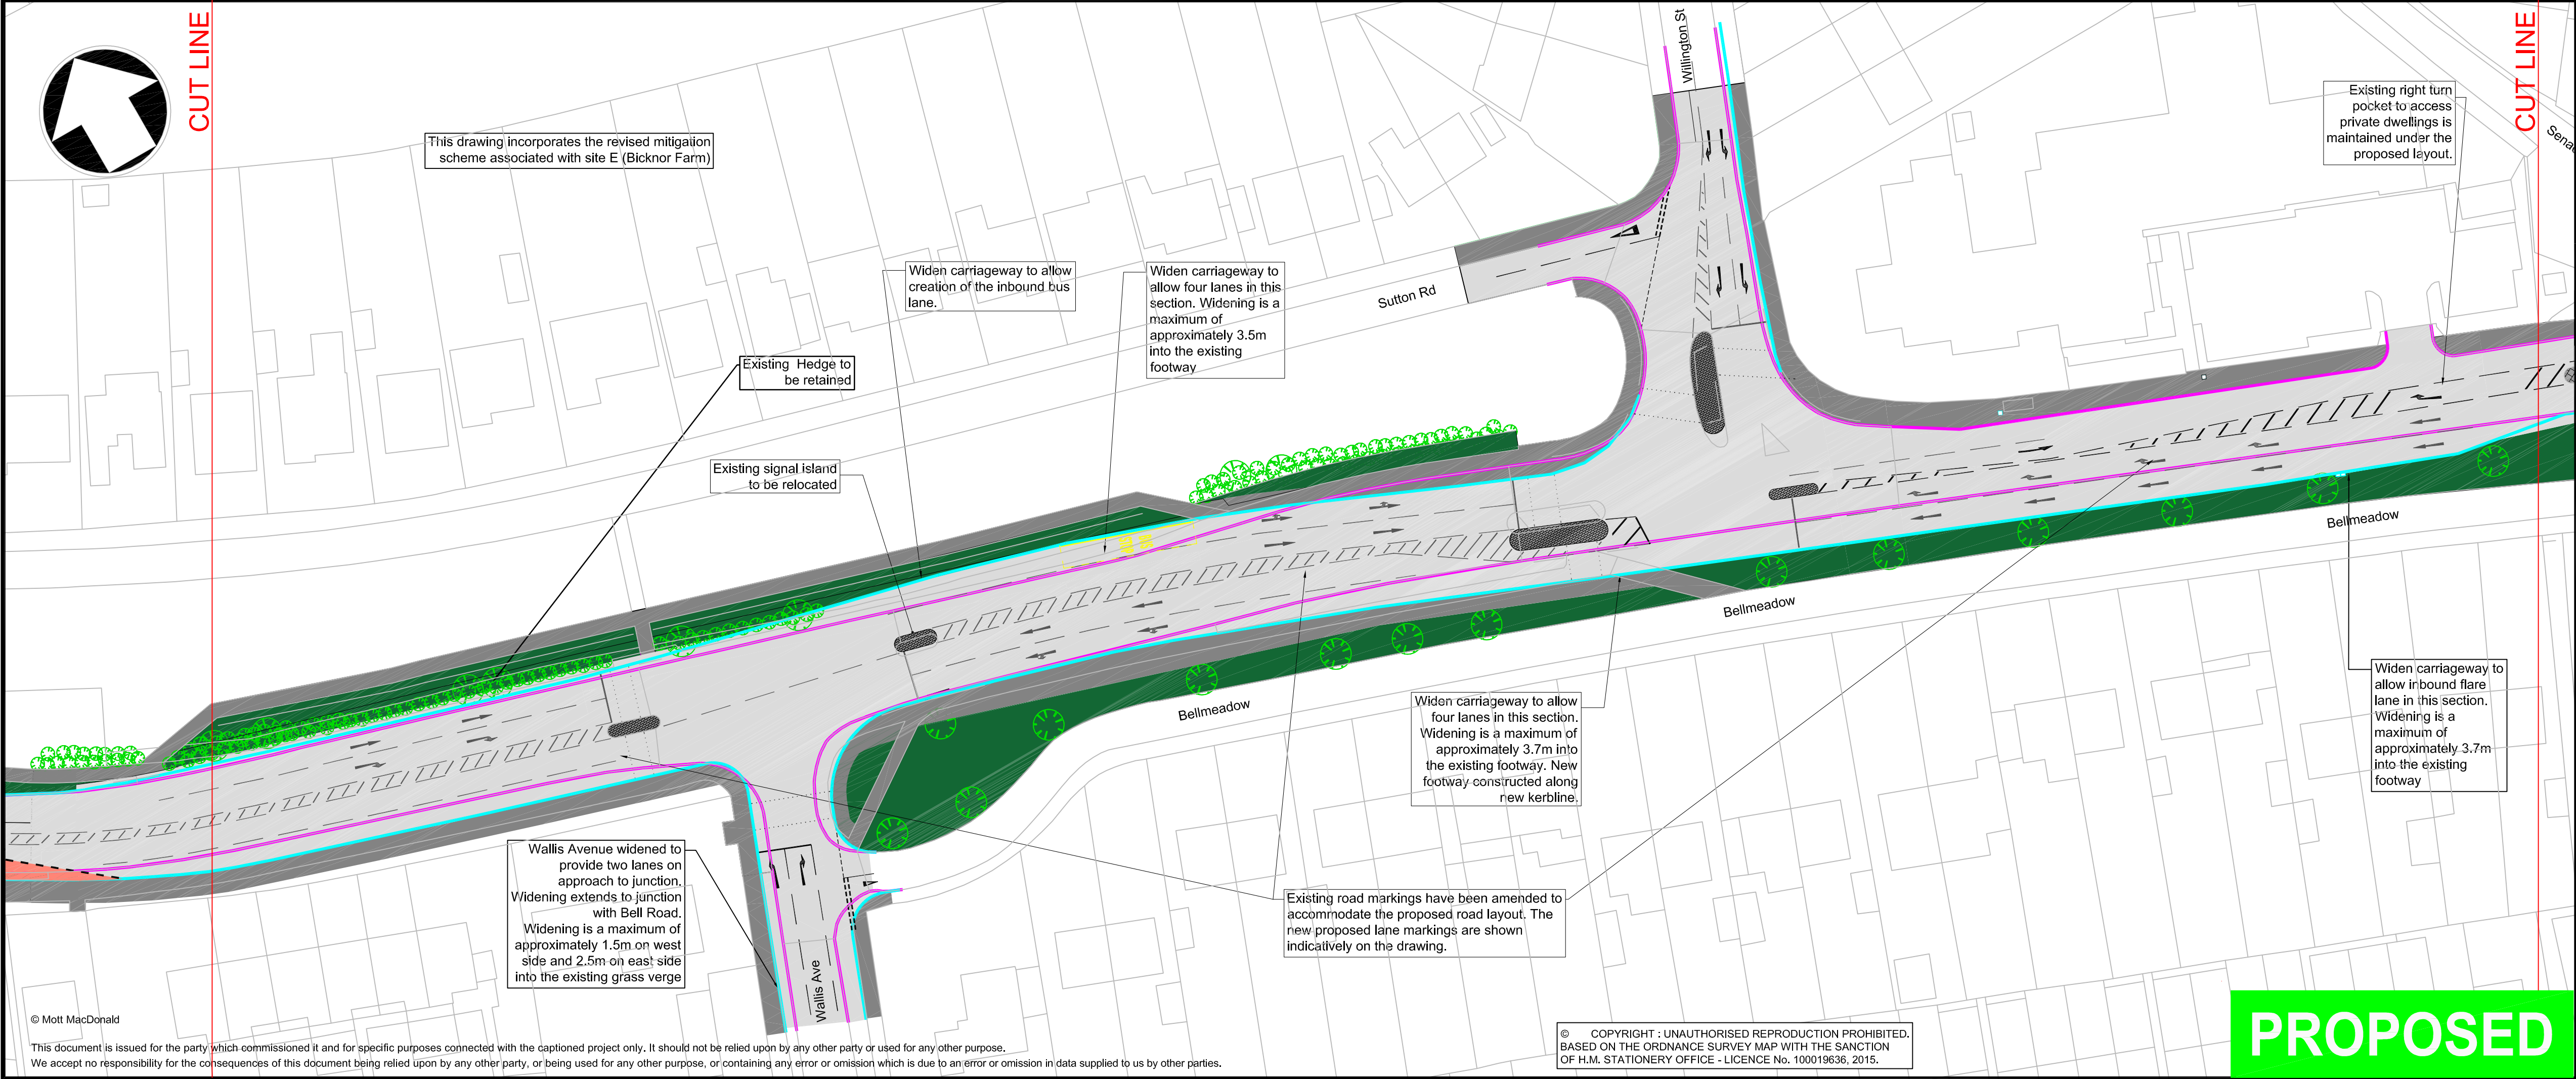 CUT LINE
Willington St
CUT LINE
Existing right turn
pocket to access
private dwellings is
maintained under the
proposed layout.
This drawing incorporates the revised mitigation
scheme associated with site E (Bicknor Farm)
Widen carriageway to allow
creation of the inbound bus
lane.
Widen carriageway to
allow four lanes in this
section. Widening is a
maximum of
approximately 3.5m
into the existing
footway
Sutton Rd
Existing Hedge to
be retained
Existing signal island
to be relocated
Bellmeadow
Bellmeadow
Bellmeadow
Widen carriageway to allow
four lanes in this section.
Widening is a maximum of
approximately 3.7m into
the existing footway. New
footway constructed along
new kerbline.
Widen carriageway to
allow inbound flare
lane in this section.
Widening is a
maximum of
approximately 3.7m
into the existing
footway
Wallis Avenue widened to
provide two lanes on
approach to junction.
Widening extends to junction
with Bell Road.
Widening is a maximum of
approximately 1.5m on west
side and 2.5m on east side
into the existing grass verge
Existing road markings have been amended to
accommodate the proposed road layout. The
new proposed lane markings are shown
indicatively on the drawing.
Wallis Ave
© Mott MacDonald
This document is issued for the party which commissioned it and for specific purposes connected with the captioned project only. It should not be relied upon by any other party or used for any other purpose.
We accept no responsibility for the consequences of this document being relied upon by any other party, or being used for any other purpose, or containing any error or omission which is due to an error or omission in data supplied to us by other parties.
© COPYRIGHT : UNAUTHORISED REPRODUCTION PROHIBITED.
BASED ON THE ORDNANCE SURVEY MAP WITH THE SANCTION
OF H.M. STATIONERY OFFICE - LICENCE No. 100019636, 2015.
PROPOSED